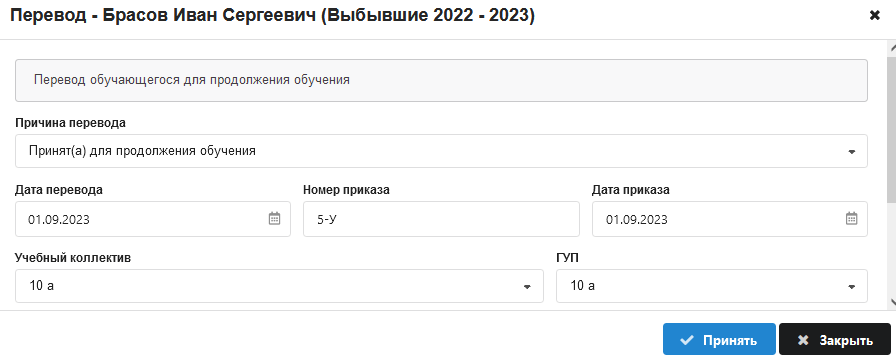 Перевод - Брасов Иван Сергеевич (Выбывшие 2022 - 2023)
Перевод обучающегося для продолжения обучения
Причина перевода
Принят(а) для продолжения обучения
Дата перевода Номер приказа Дата приказа
01.09.2023 5-У 01.09.2023
Учебный коллектив ГУП
10 а 10 а
Принять Закрыть